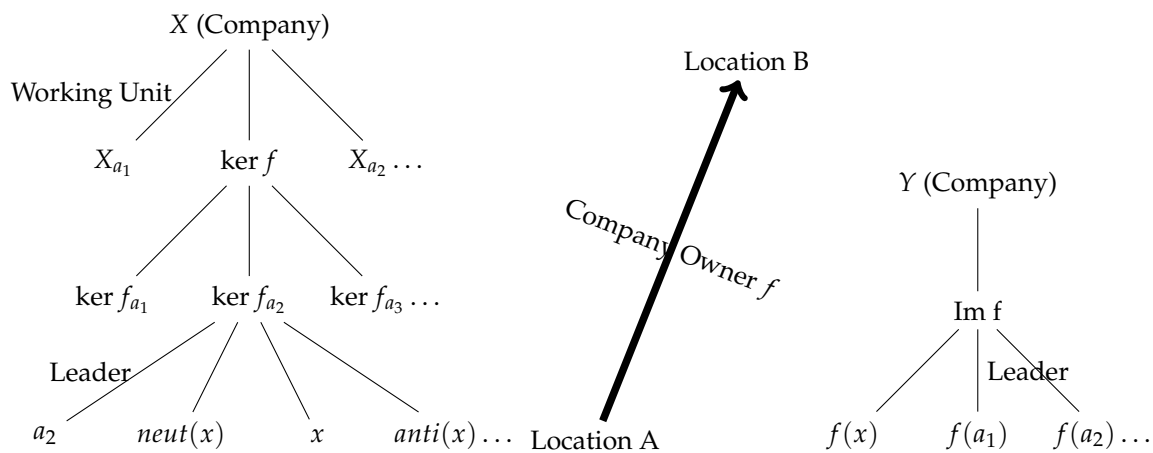 X (Company)
Working Unit
X_{a_1} ker f X_{a_2} ...
ker f_{a_1} ker f_{a_2} ker f_{a_3} ...
Leader
a_2 neut(x) x anti(x) ...
Location B
Company Owner f
Location A
Y (Company)
Im f
Leader
f(x) f(a_1) f(a_2) ...